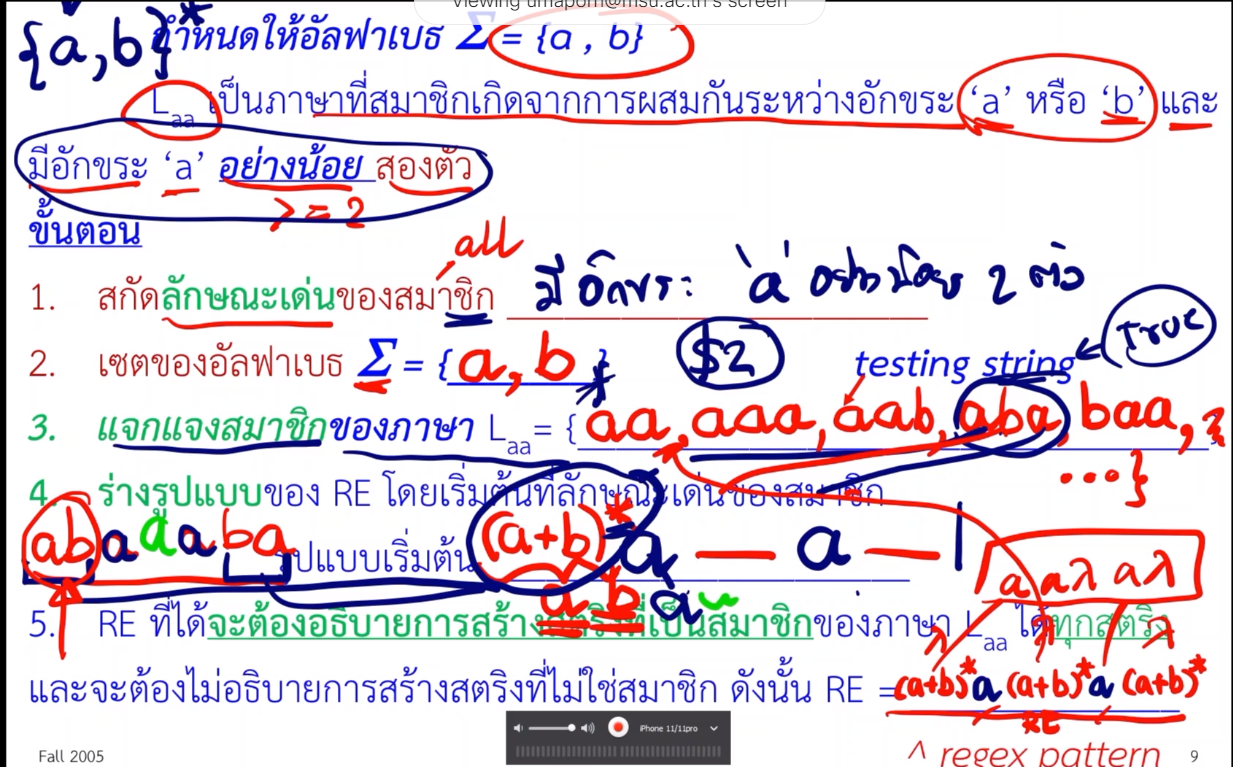 Viewing umaporn@msu.ac.th's screen
{a,b}* กำหนดให้อัลฟาเบธ Σ = {a , b}
Laa เป็นภาษาที่สมาชิกเกิดจากการผสมกันระหว่างอักขระ ‘a’ หรือ ‘b’ และ
มีอักขระ ‘a’ อย่างน้อย สองตัว
>= 2
ขั้นตอน
all
1. สกัดลักษณะเด่นของสมาชิก มีอักขระ 'a' อย่างน้อย 2 ตัว
2. เซตของอัลฟาเบธ Σ = {a, b}* $2 testing string True
3. แจกแจงสมาชิกของภาษา Laa= { aa, aaa, aab, aba, baa, }
...}
4. ร่างรูปแบบของ RE โดยเริ่มต้นที่ลักษณะเด่นของสมาชิก
abaaaba รูปแบบเริ่มต้น (a+b)* a — a — a aλ aλ
a b a
5. RE ที่ได้จะต้องอธิบายการสร้างสตริงที่เป็นสมาชิกของภาษา Laa ได้ทุกสตริง
λ λ λ
และจะต้องไม่อธิบายการสร้างสตริงที่ไม่ใช่สมาชิก ดังนั้น RE = (a+b)*a (a+b)*a (a+b)*
RE
iPhone 11/11pro
Fall 2005 ^ regex pattern 9